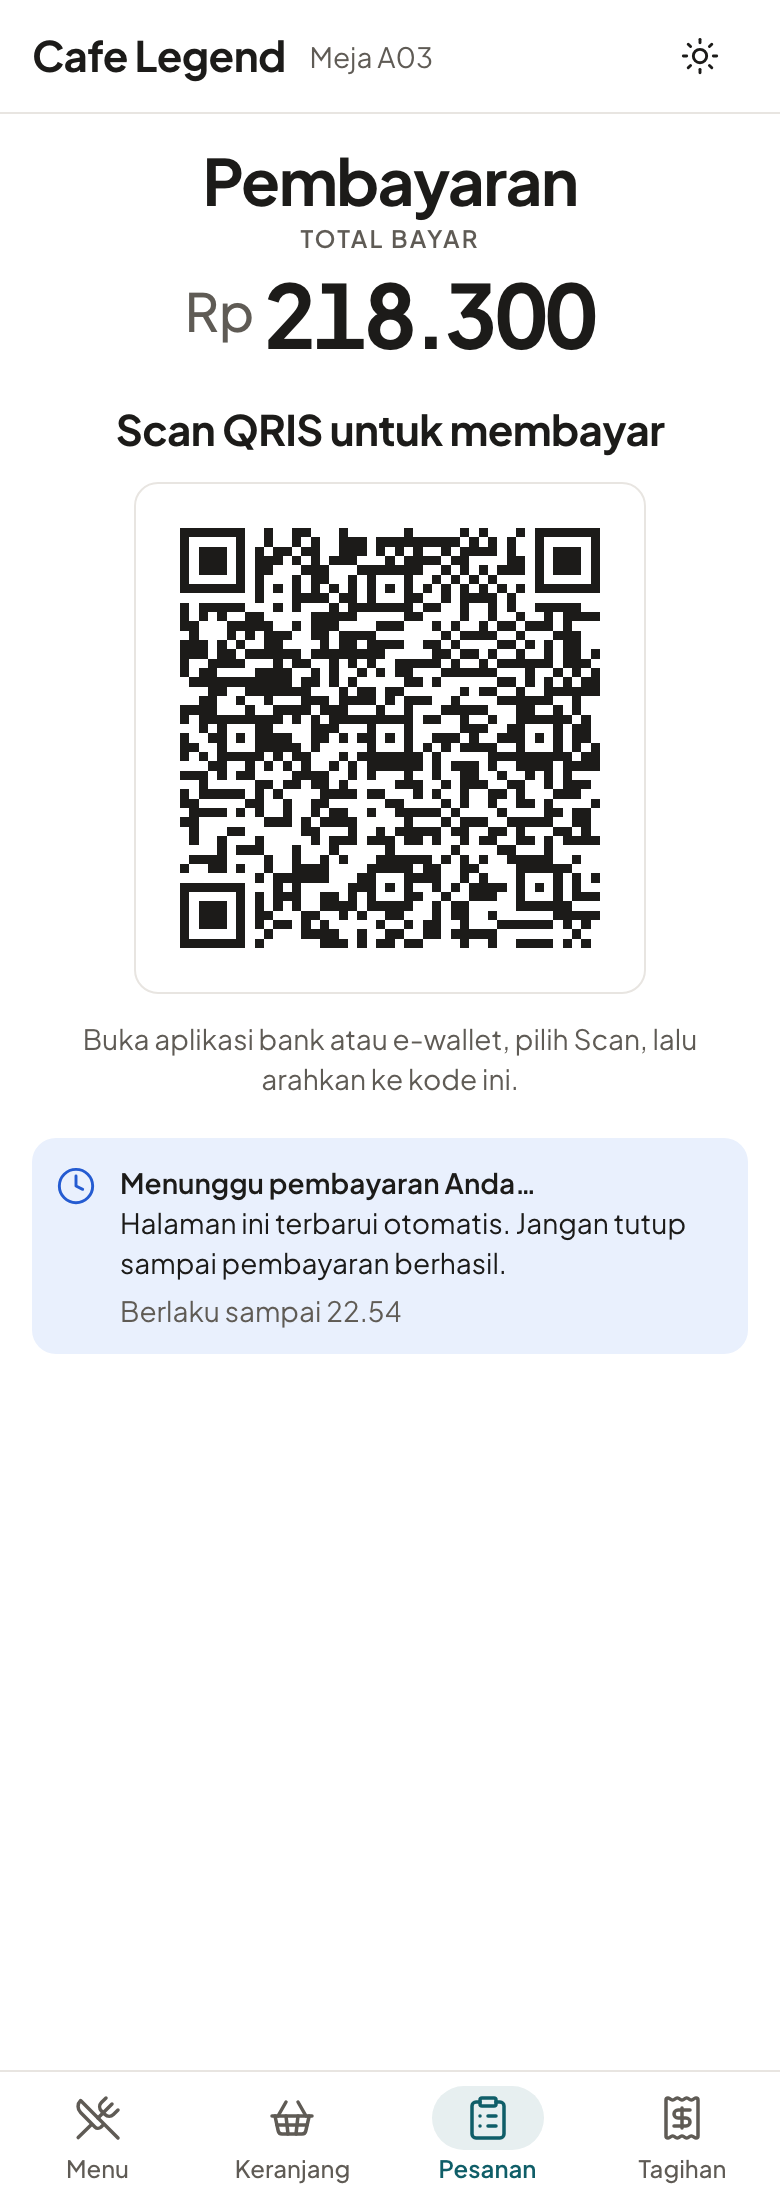 Cafe Legend Meja A03
Pembayaran
TOTAL BAYAR
Rp 218.300
Scan QRIS untuk membayar
Buka aplikasi bank atau e-wallet, pilih Scan, lalu
arahkan ke kode ini.
Menunggu pembayaran Anda…
Halaman ini terbarui otomatis. Jangan tutup
sampai pembayaran berhasil.
Berlaku sampai 22.54
Menu Keranjang Pesanan Tagihan